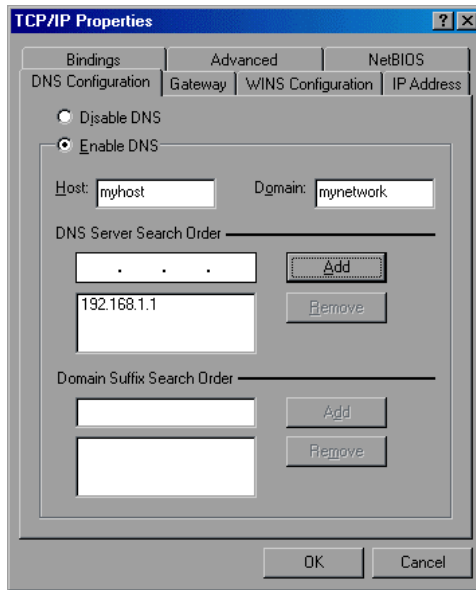 TCP/IP Properties
Bindings Advanced NetBIOS
DNS Configuration Gateway WINS Configuration IP Address
Disable DNS
Enable DNS
Host: myhost Domain: mynetwork
DNS Server Search Order
. . . Add
192.168.1.1 Remove
Domain Suffix Search Order
Add
Remove
OK Cancel